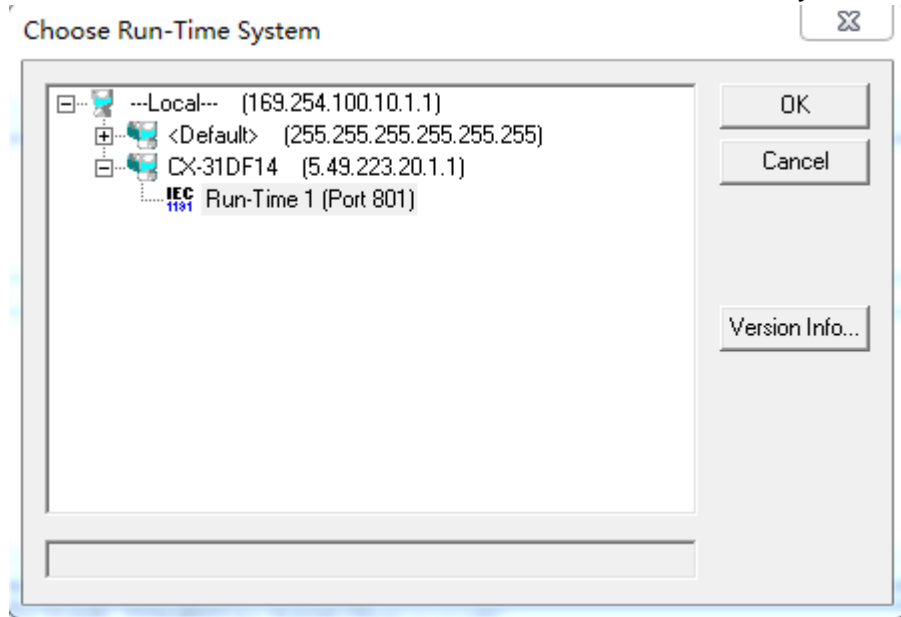 Choose Run-Time System
---Local--- (169.254.100.10.1.1)
<Default> (255.255.255.255.255.255)
CX-31DF14 (5.49.223.20.1.1)
IEC
1131
Run-Time 1 (Port 801)
OK
Cancel
Version Info...